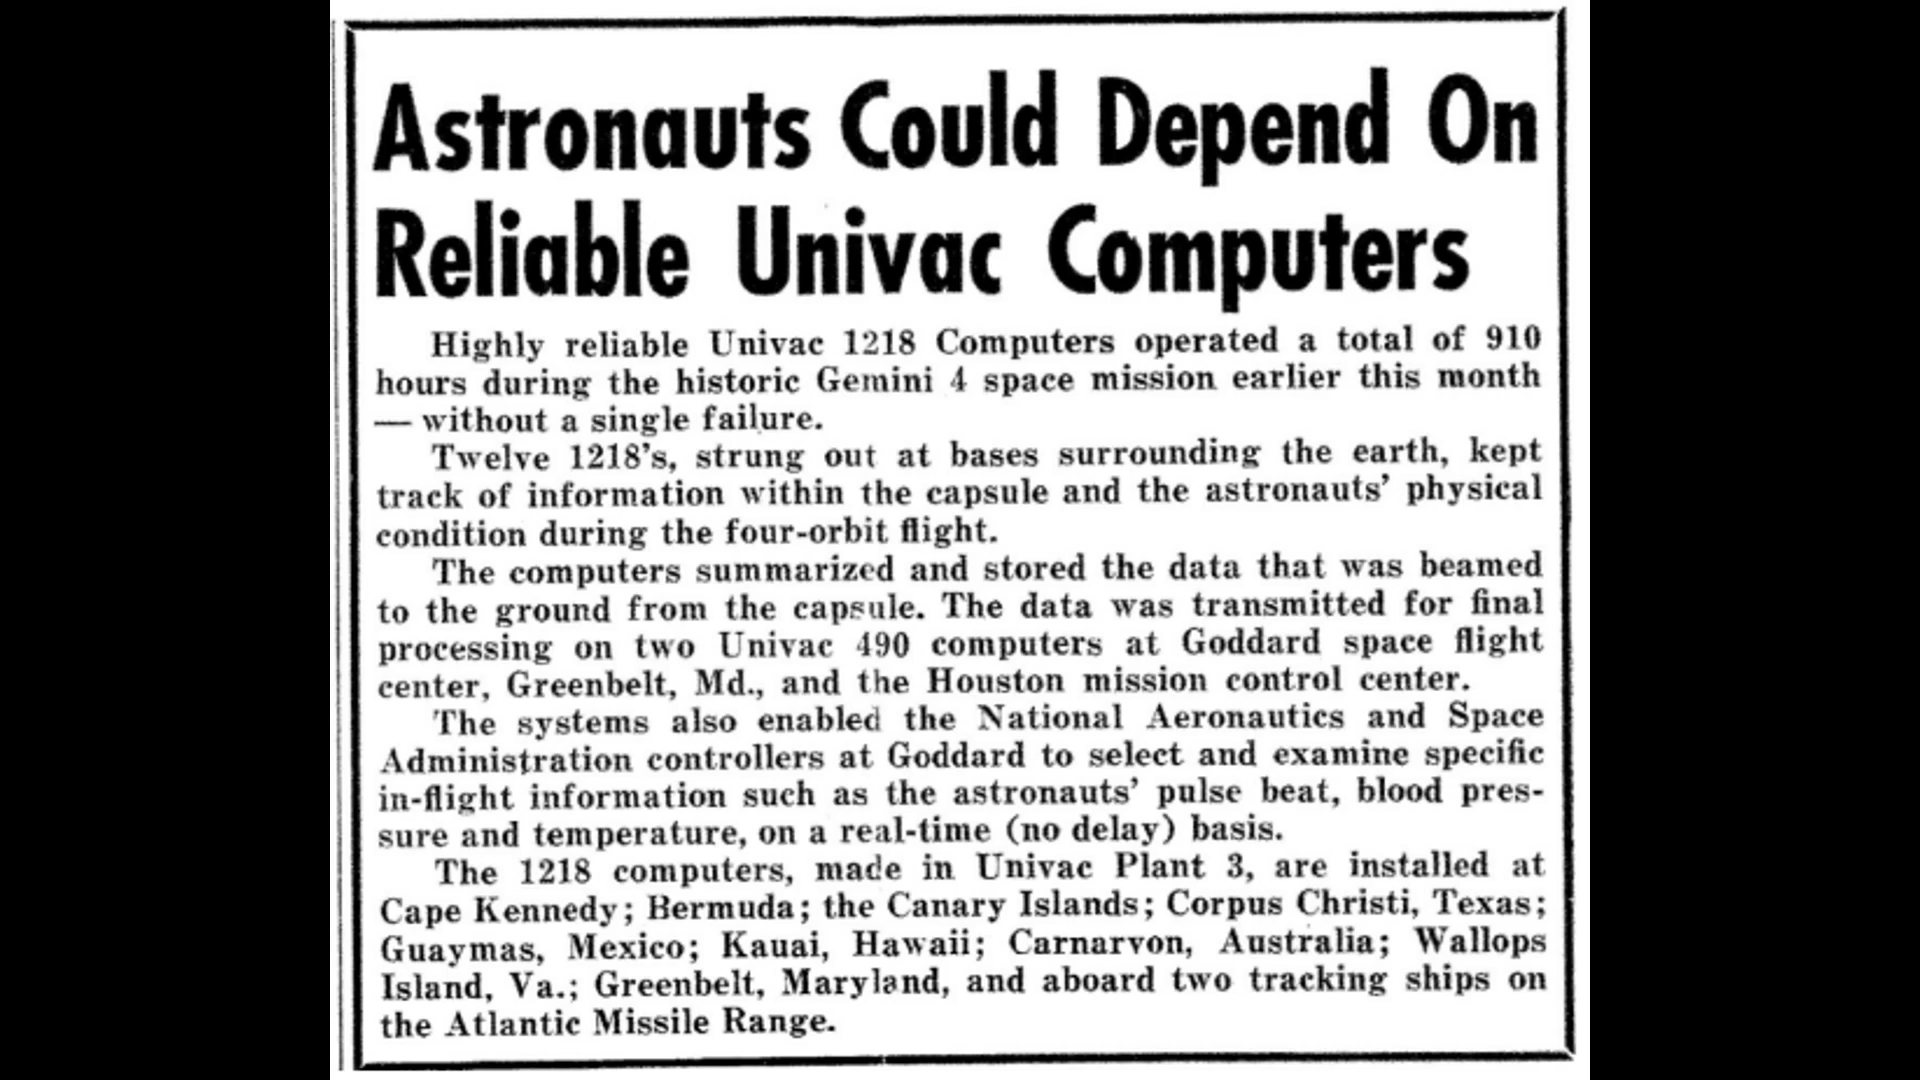 Astronauts Could Depend On
Reliable Univac Computers
Highly reliable Univac 1218 Computers operated a total of 910
hours during the historic Gemini 4 space mission earlier this month
— without a single failure.
Twelve 1218's, strung out at bases surrounding the earth, kept
track of information within the capsule and the astronauts' physical
condition during the four-orbit flight.
The computers summarized and stored the data that was beamed
to the ground from the capsule. The data was transmitted for final
processing on two Univac 490 computers at Goddard space flight
center, Greenbelt, Md., and the Houston mission control center.
The systems also enabled the National Aeronautics and Space
Administration controllers at Goddard to select and examine specific
in-flight information such as the astronauts' pulse beat, blood pres-
sure and temperature, on a real-time (no delay) basis.
The 1218 computers, made in Univac Plant 3, are installed at
Cape Kennedy; Bermuda; the Canary Islands; Corpus Christi, Texas;
Guaymas, Mexico; Kauai, Hawaii; Carnarvon, Australia; Wallops
Island, Va.; Greenbelt, Maryland, and aboard two tracking ships on
the Atlantic Missile Range.